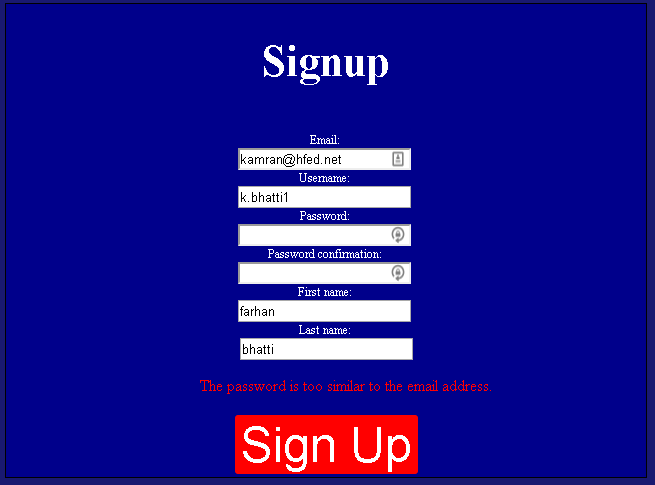 Signup
Email:
kamran@hfed.net
Username:
k.bhatti1
Password:
Password confirmation:
First name:
farhan
Last name:
bhatti
The password is too similar to the email address.
Sign Up